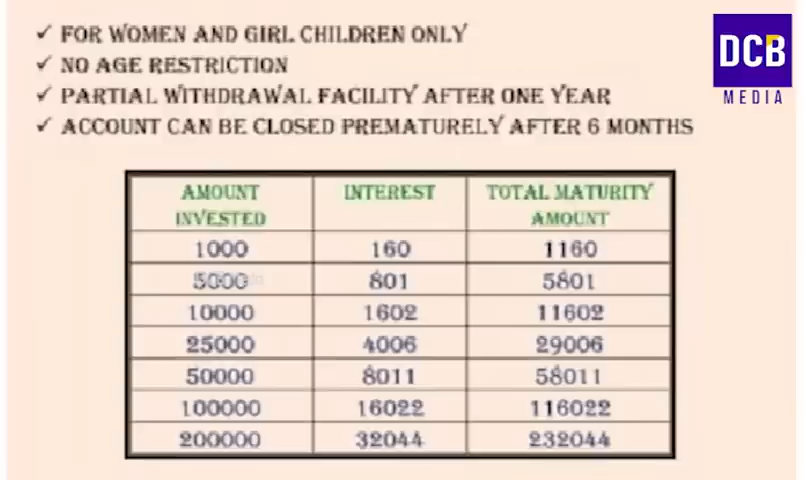 ✓ FOR WOMEN AND GIRL CHILDREN ONLY
✓ NO AGE RESTRICTION
✓ PARTIAL WITHDRAWAL FACILITY AFTER ONE YEAR
✓ ACCOUNT CAN BE CLOSED PREMATURELY AFTER 6 MONTHS
DCB
MEDIA
AMOUNT INTEREST TOTAL MATURITY
INVESTED AMOUNT
1000 160 1160
5000 801 5801
10000 1602 11602
25000 4006 29006
50000 8011 58011
100000 16022 116022
200000 32044 232044